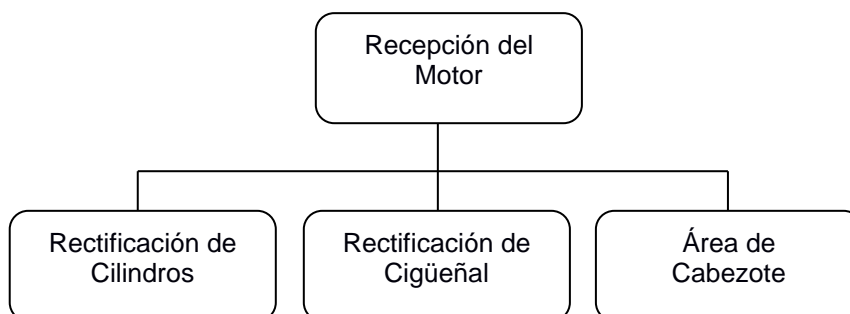 Recepción del
Motor
Rectificación de
Cilindros
Rectificación de
Cigüeñal
Área de
Cabezote